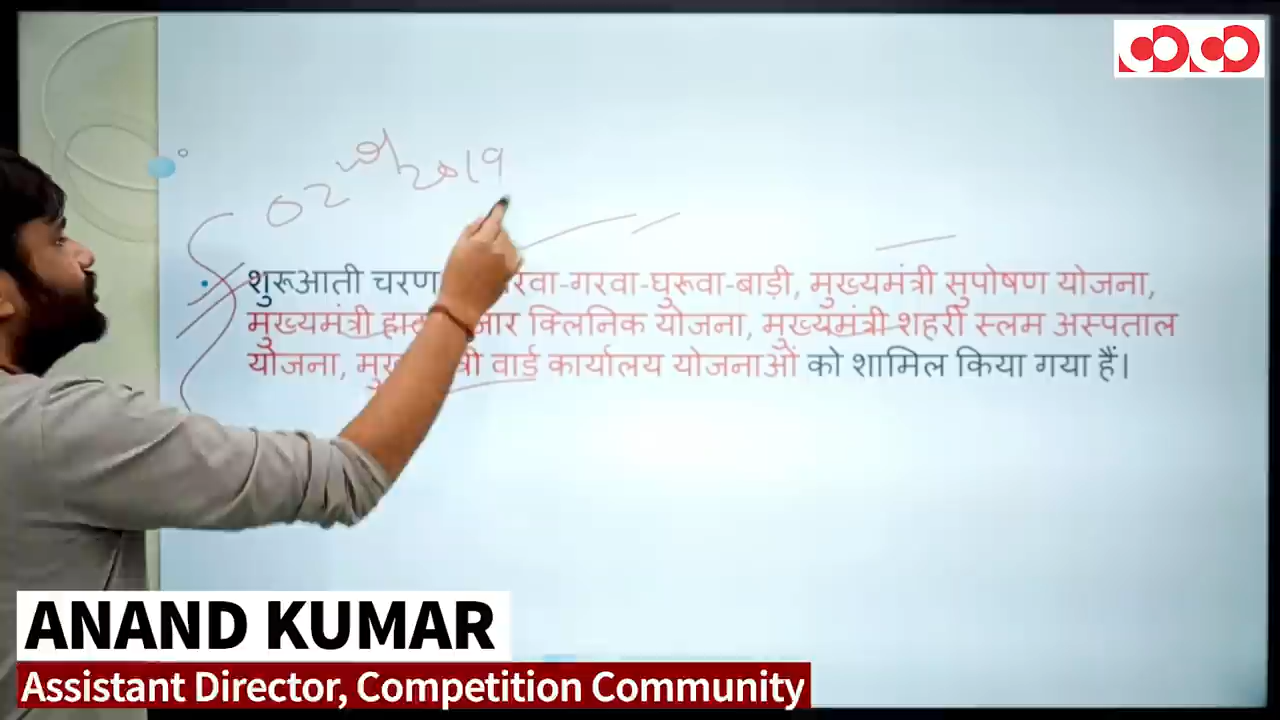 02 2019
शुरूआती चरण रवा-गरवा-घुरूवा-बाड़ी, मुख्यमंत्री सुपोषण योजना,
मुख्यमंत्री जार क्लिनिक योजना, मुख्यमंत्री शहरी स्लम अस्पताल
योजना, वार्ड कार्यालय योजनाओं को शामिल किया गया हैं।
ANAND KUMAR
Assistant Director, Competition Community